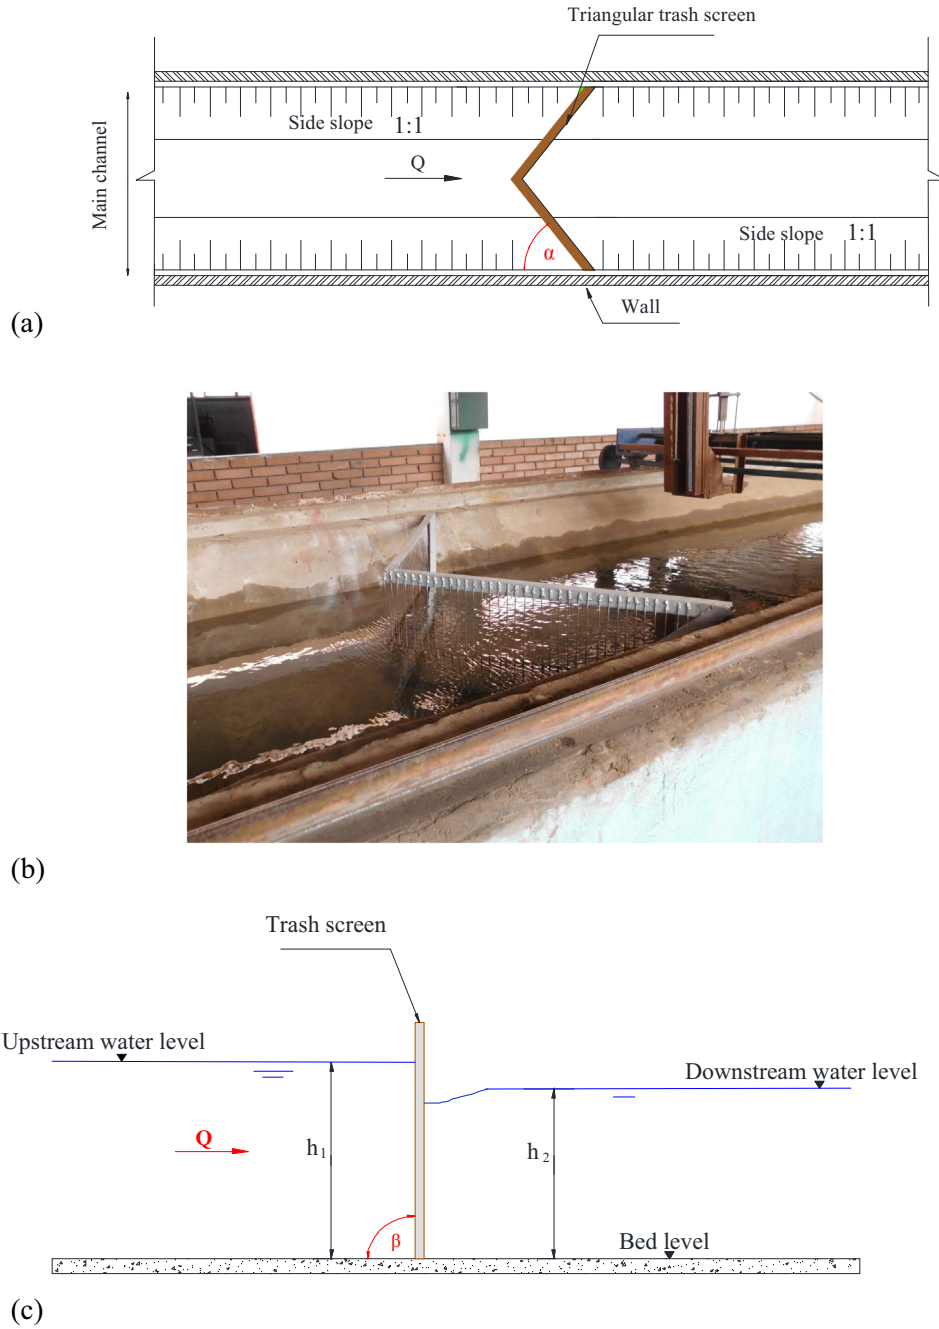 Triangular trash screen
Side slope 1:1
Q
Main channel
α
Side slope 1:1
Wall
(a)
(b)
Trash screen
Upstream water level
Downstream water level
Q
h1
h2
β
Bed level
(c)